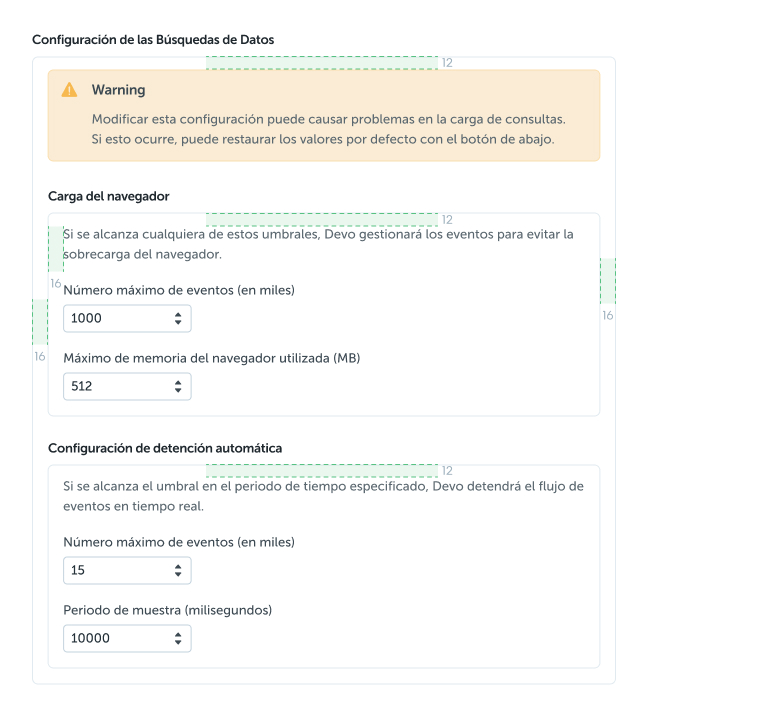 Configuración de las Búsquedas de Datos
12
Warning
Modificar esta configuración puede causar problemas en la carga de consultas.
Si esto ocurre, puede restaurar los valores por defecto con el botón de abajo.
Carga del navegador
12
Si se alcanza cualquiera de estos umbrales, Devo gestionará los eventos para evitar la
sobrecarga del navegador.
16
Número máximo de eventos (en miles)
1000
16
16
Máximo de memoria del navegador utilizada (MB)
512
Configuración de detención automática
12
Si se alcanza el umbral en el periodo de tiempo especificado, Devo detendrá el flujo de
eventos en tiempo real.
Número máximo de eventos (en miles)
15
Periodo de muestra (milisegundos)
10000